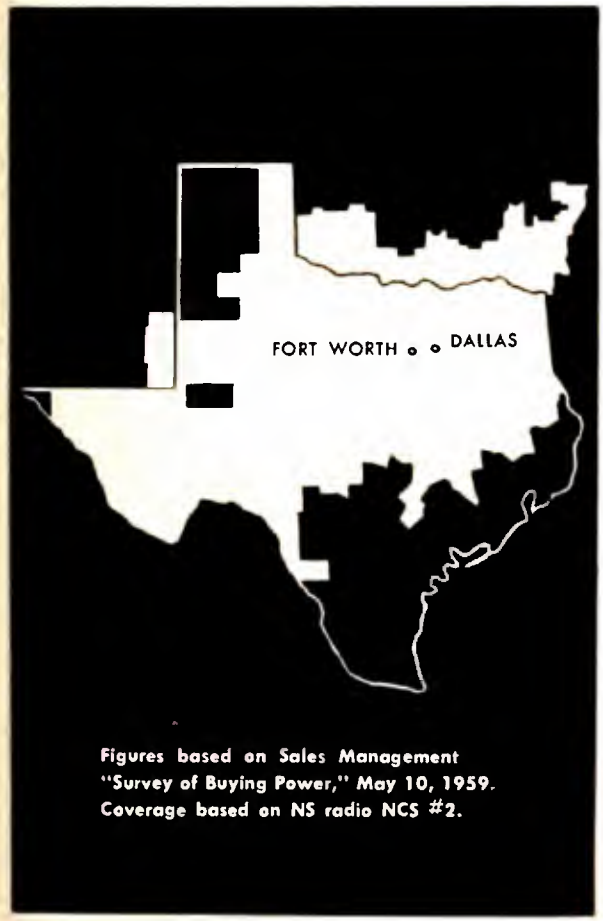 FORT WORTH DALLAS
Figures based on Sales Management
"Survey of Buying Power," May 10, 1959.
Coverage based on NS radio NCS #2.